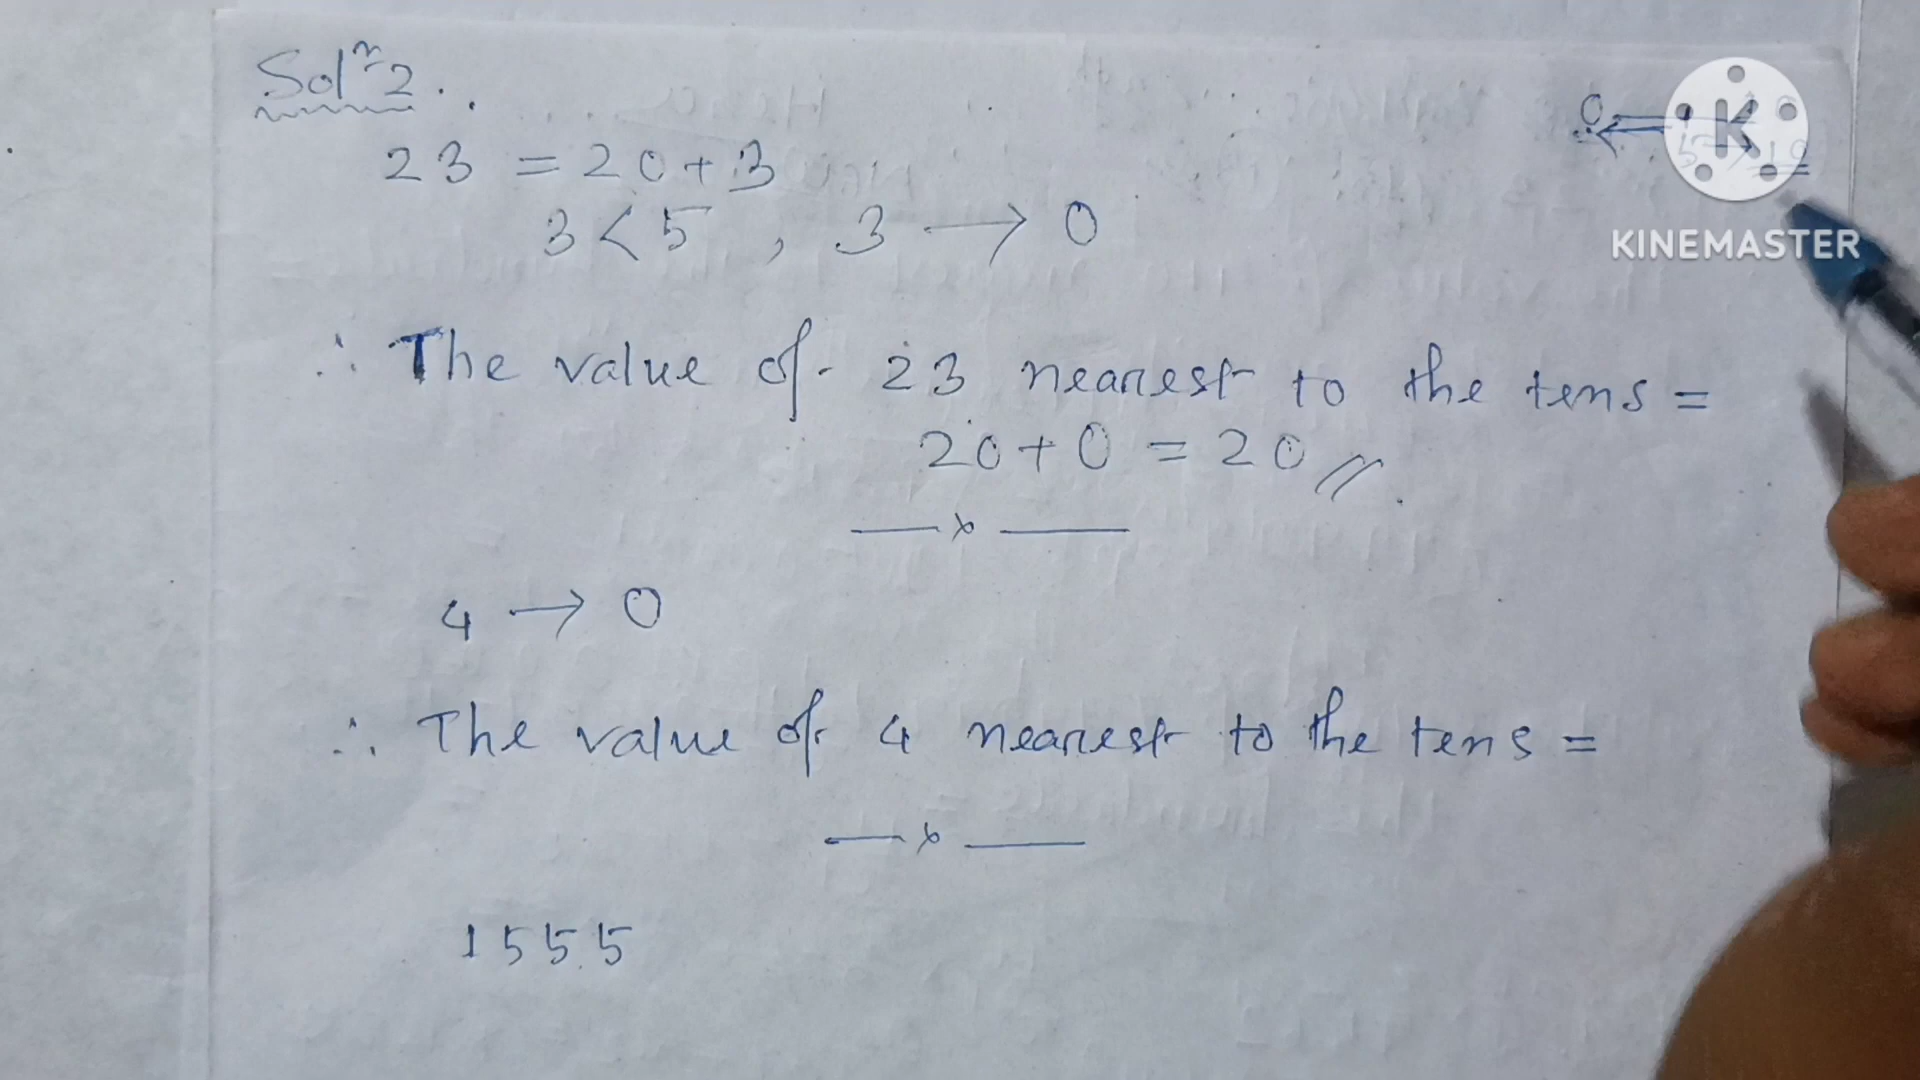 Solⁿ 2.
23 = 20+3
3 < 5 , 3 → 0
∴ The value of 23 nearest to the tens =
20+0 = 20 //.
4 → 0
∴ The value of 4 nearest to the tens =
1555
0
KINEMASTER